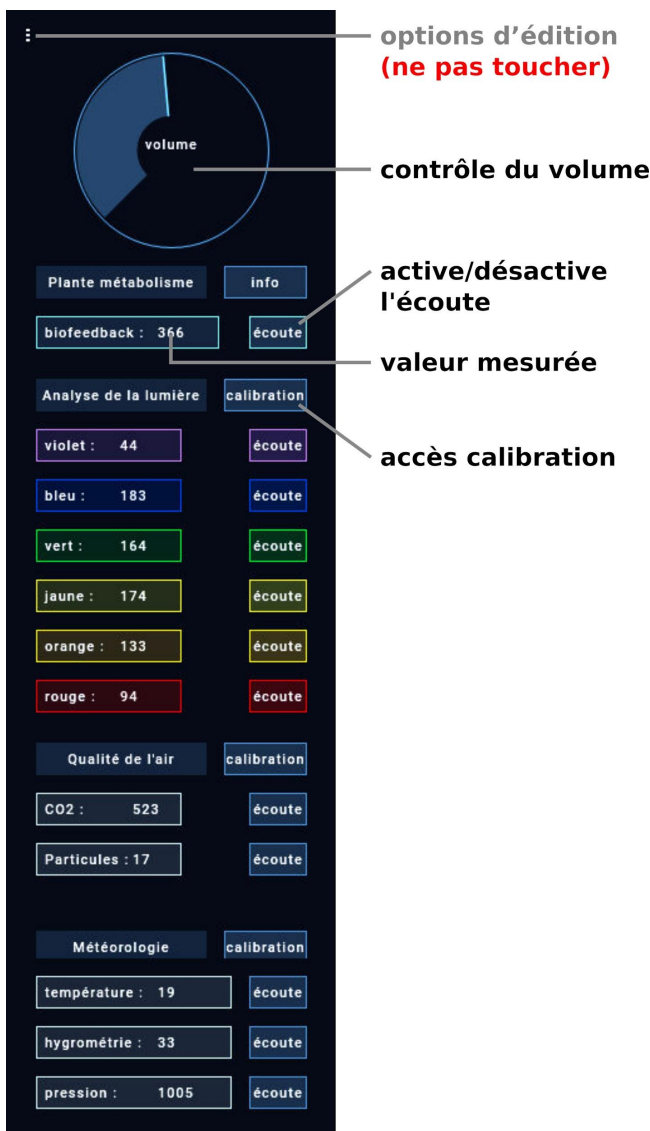 options d’édition
(ne pas toucher)
volume
contrôle du volume
Plante métabolisme info
active/désactive
l'écoute
biofeedback : 366 écoute
valeur mesurée
Analyse de la lumière calibration
violet : 44 écoute
accès calibration
bleu : 183 écoute
vert : 164 écoute
jaune : 174 écoute
orange : 133 écoute
rouge : 94 écoute
Qualité de l'air calibration
CO2 : 523 écoute
Particules : 17 écoute
Météorologie calibration
température : 19 écoute
hygrométrie : 33 écoute
pression : 1005 écoute